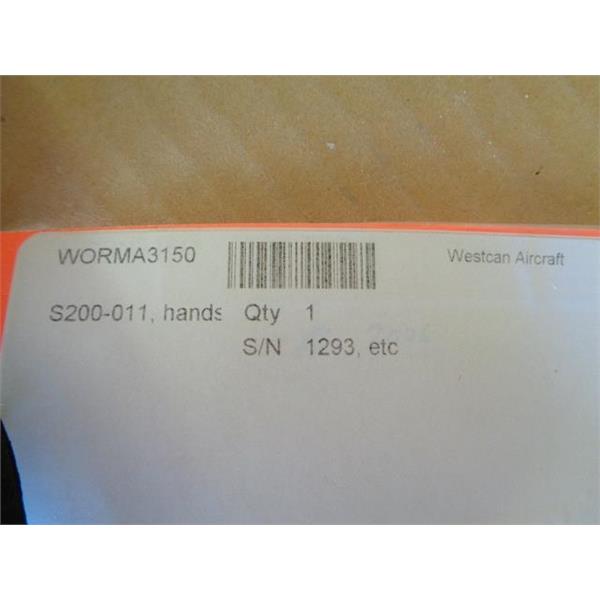 WORMA3150 Westcan Aircraft
S200-011, hands Qty 1
S/N 1293, etc